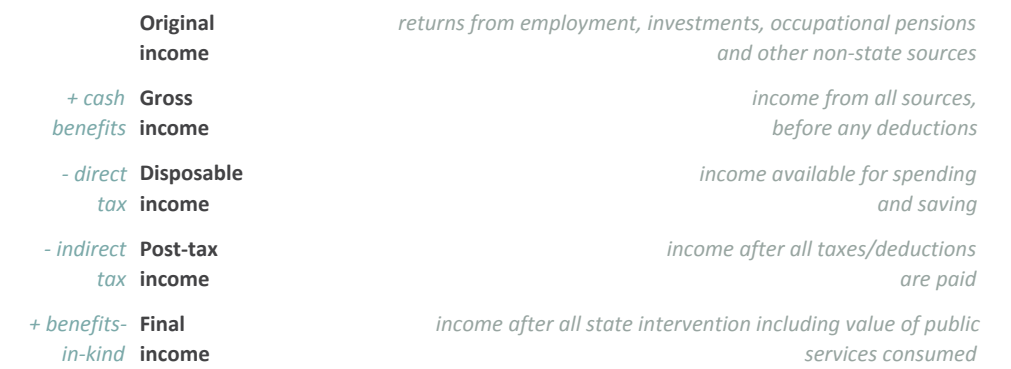 Original returns from employment, investments, occupational pensions
income and other non-state sources
+ cash Gross income from all sources,
benefits income before any deductions
- direct Disposable income available for spending
tax income and saving
- indirect Post-tax income after all taxes/deductions
tax income are paid
+ benefits- Final income after all state intervention including value of public
in-kind income services consumed